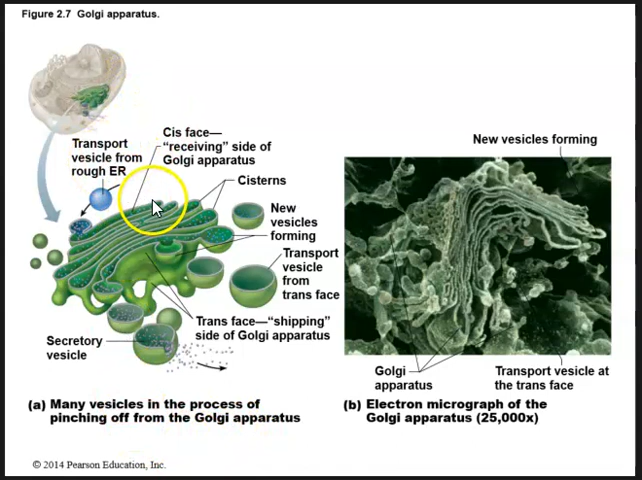 Figure 2.7 Golgi apparatus.
Cis face—
"receiving" side of
Golgi apparatus
Transport
vesicle from
rough ER
Cisterns
New
vesicles
forming
Transport
vesicle
from
trans face
Trans face—"shipping"
side of Golgi apparatus
Secretory
vesicle
(a) Many vesicles in the process of
pinching off from the Golgi apparatus
New vesicles forming
Golgi
apparatus
Transport vesicle at
the trans face
(b) Electron micrograph of the
Golgi apparatus (25,000x)
© 2014 Pearson Education, Inc.